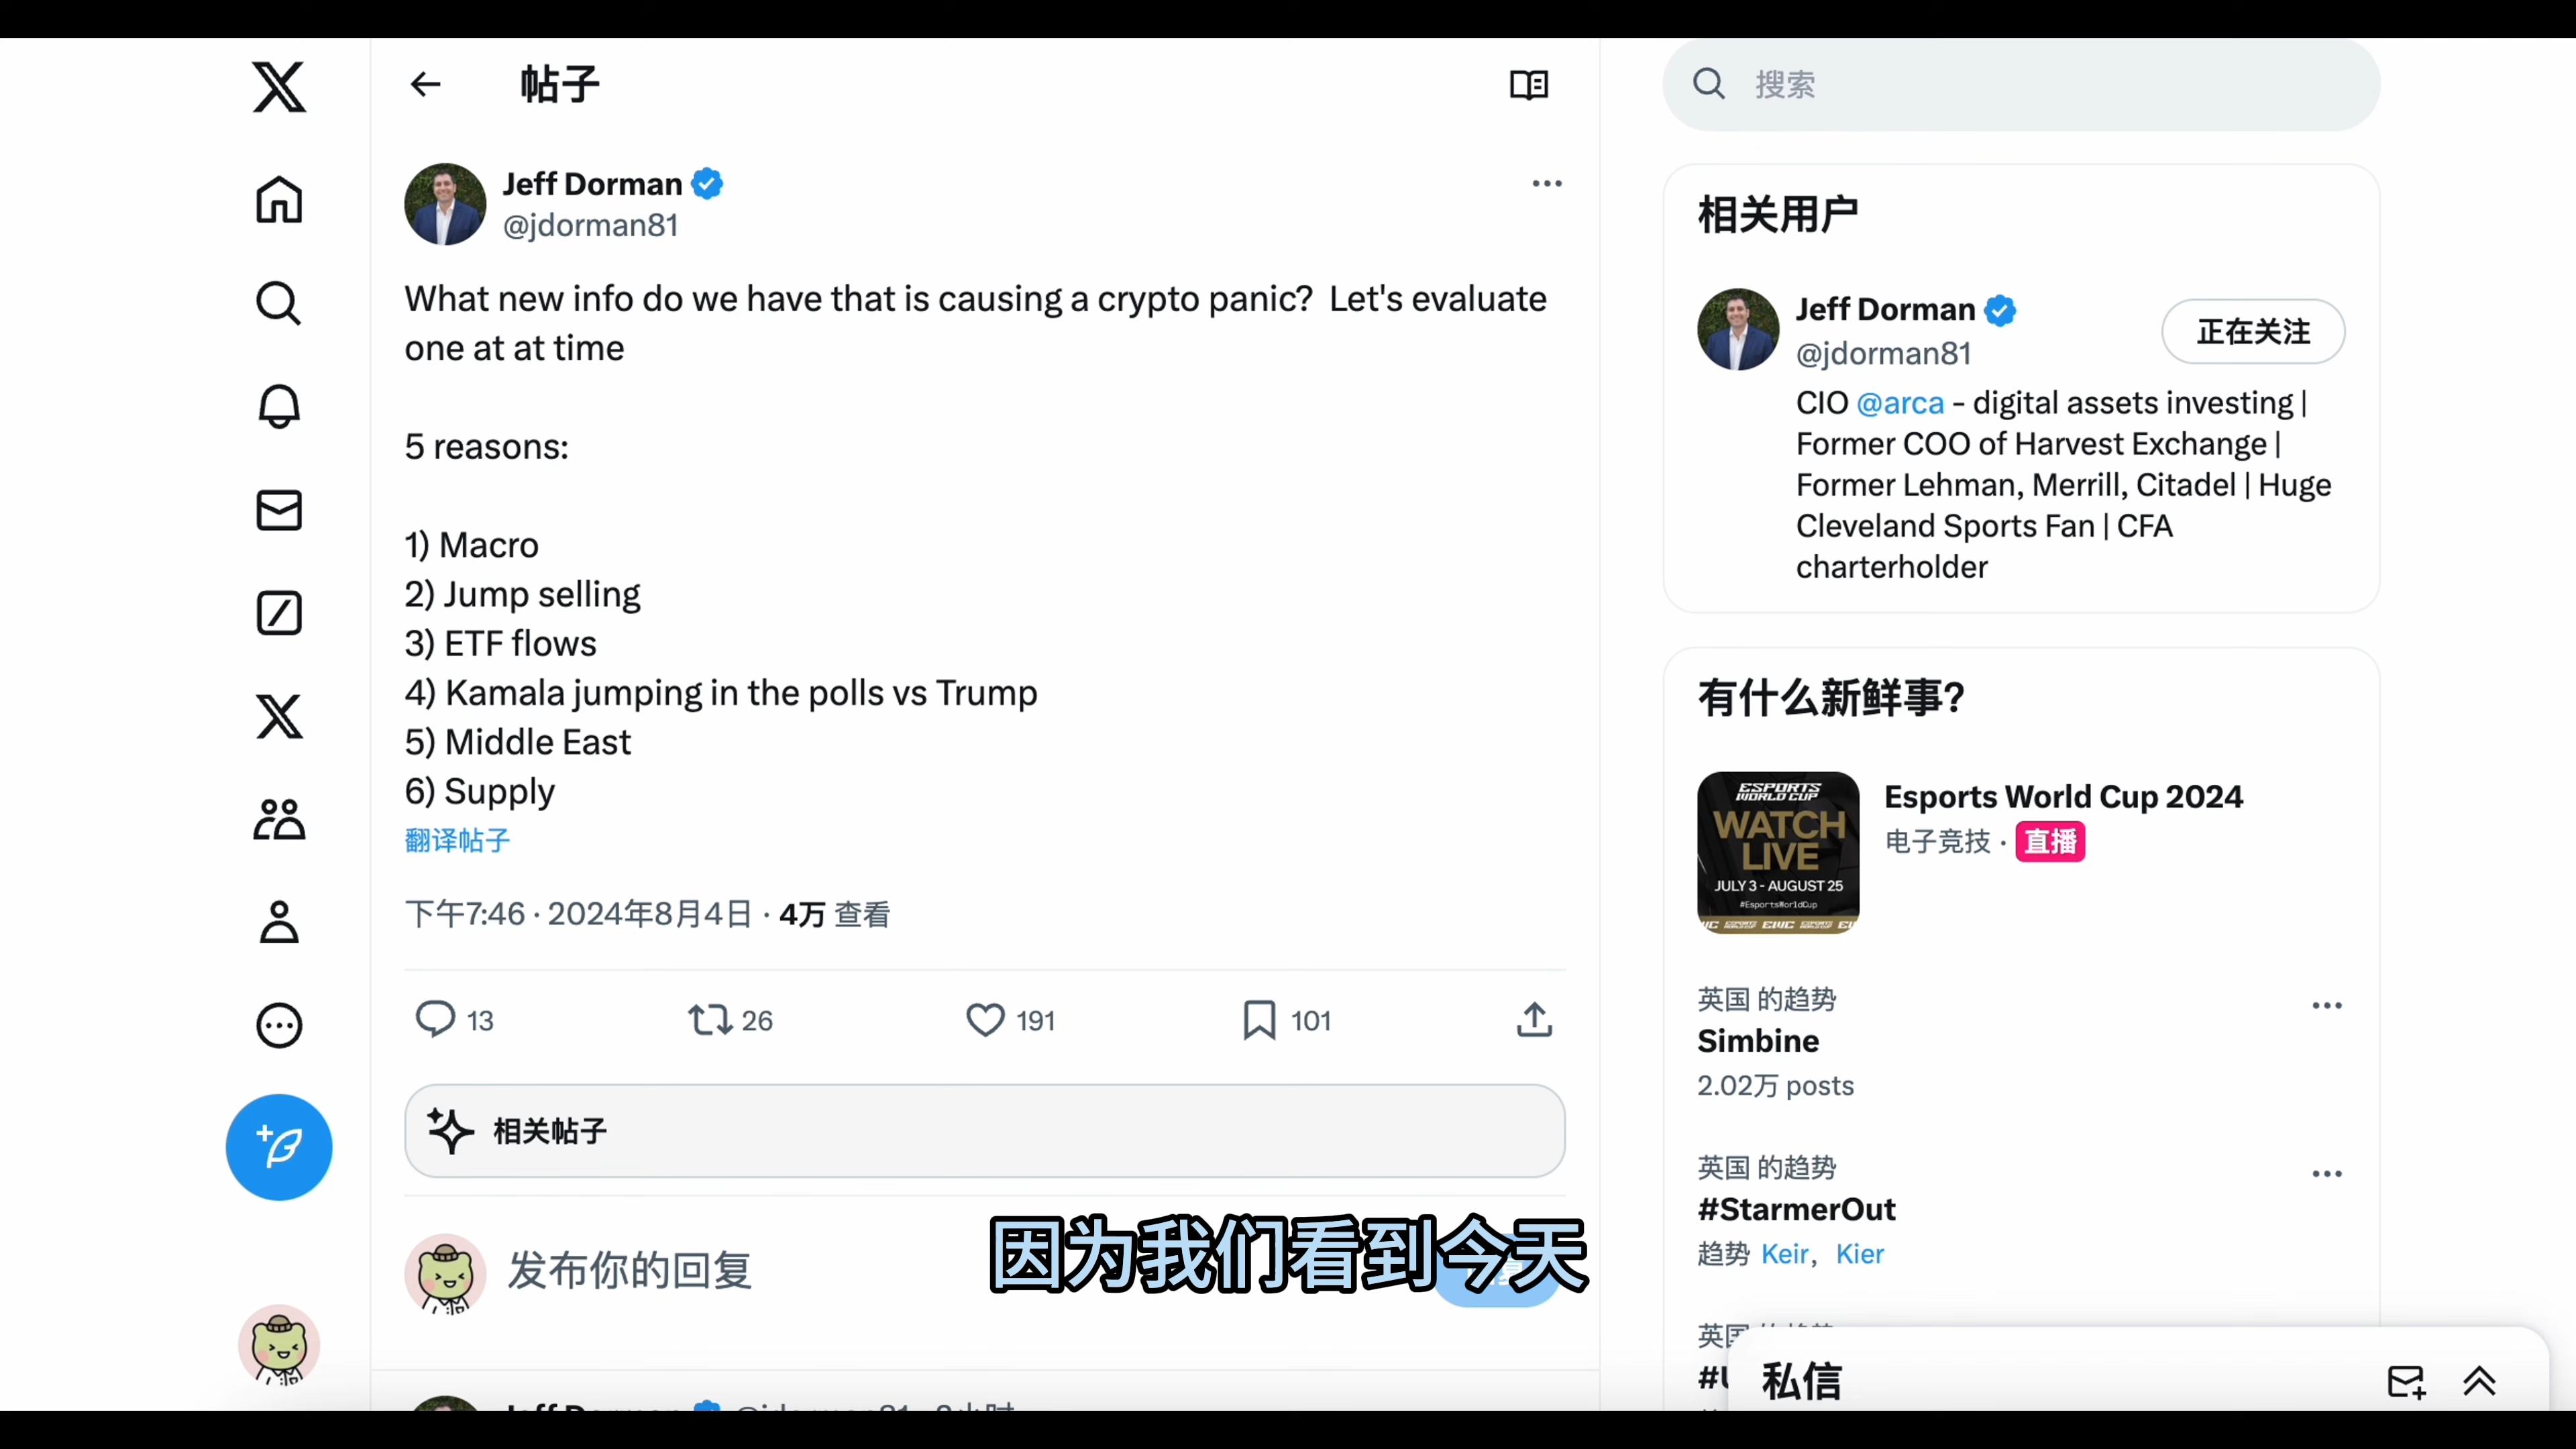 帖子
搜索
Jeff Dorman
@jdorman81
What new info do we have that is causing a crypto panic?  Let's evaluate
one at at time
5 reasons:
1) Macro
2) Jump selling
3) ETF flows
4) Kamala jumping in the polls vs Trump
5) Middle East
6) Supply
翻译帖子
下午7:46 · 2024年8月4日 · 4万 查看
13
26
191
101
相关帖子
发布你的回复
因为我们看到今天
相关用户
Jeff Dorman
@jdorman81
正在关注
CIO @arca - digital assets investing |
Former COO of Harvest Exchange |
Former Lehman, Merrill, Citadel | Huge
Cleveland Sports Fan | CFA
charterholder
有什么新鲜事?
ESPORTS
WORLD CUP
WATCH
LIVE
JULY 3 - AUGUST 25
#EsportsWorldCup
Esports World Cup 2024
电子竞技 · 直播
英国 的趋势
Simbine
2.02万 posts
英国 的趋势
#StarmerOut
趋势 Keir, Kier
私信